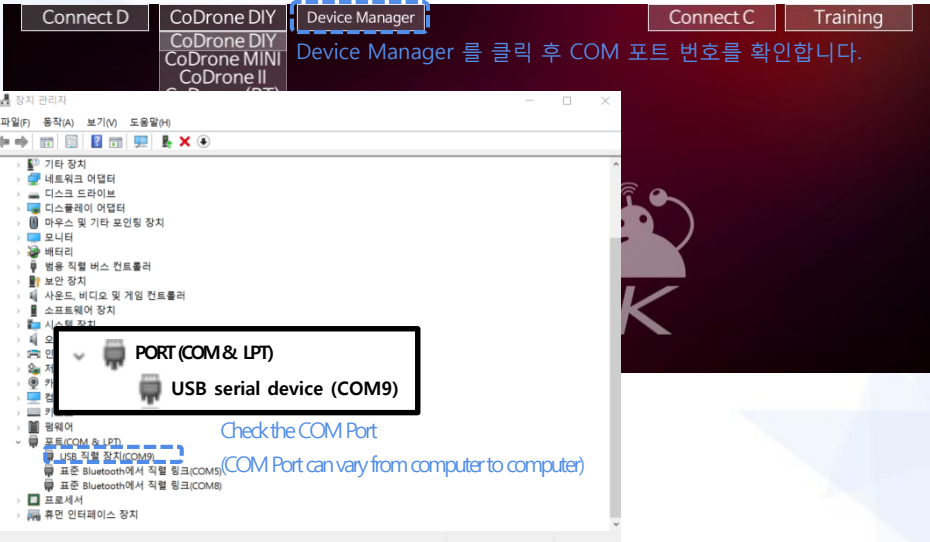 Connect D
CoDrone DIY
Device Manager
Connect C
Training
CoDrone DIY
CoDrone MINI
CoDrone II
Device Manager 를 클릭 후 COM 포트 번호를 확인합니다.
장치 관리자
파일(F) 동작(A) 보기(V) 도움말(H)
기타 장치
네트워크 어댑터
디스크 드라이브
디스플레이 어댑터
마우스 및 기타 포인팅 장치
모니터
배터리
범용 직렬 버스 컨트롤러
보안 장치
사운드, 비디오 및 게임 컨트롤러
소프트웨어 장치
시스템 장치
PORT (COM & LPT)
USB serial device (COM9)
펌웨어
포트(COM & LPT)
USB 직렬 장치(COM9)
표준 Bluetooth에서 직렬 링크(COM5)
표준 Bluetooth에서 직렬 링크(COM8)
프로세서
휴먼 인터페이스 장치
Check the COM Port
(COM Port can vary from computer to computer)
K